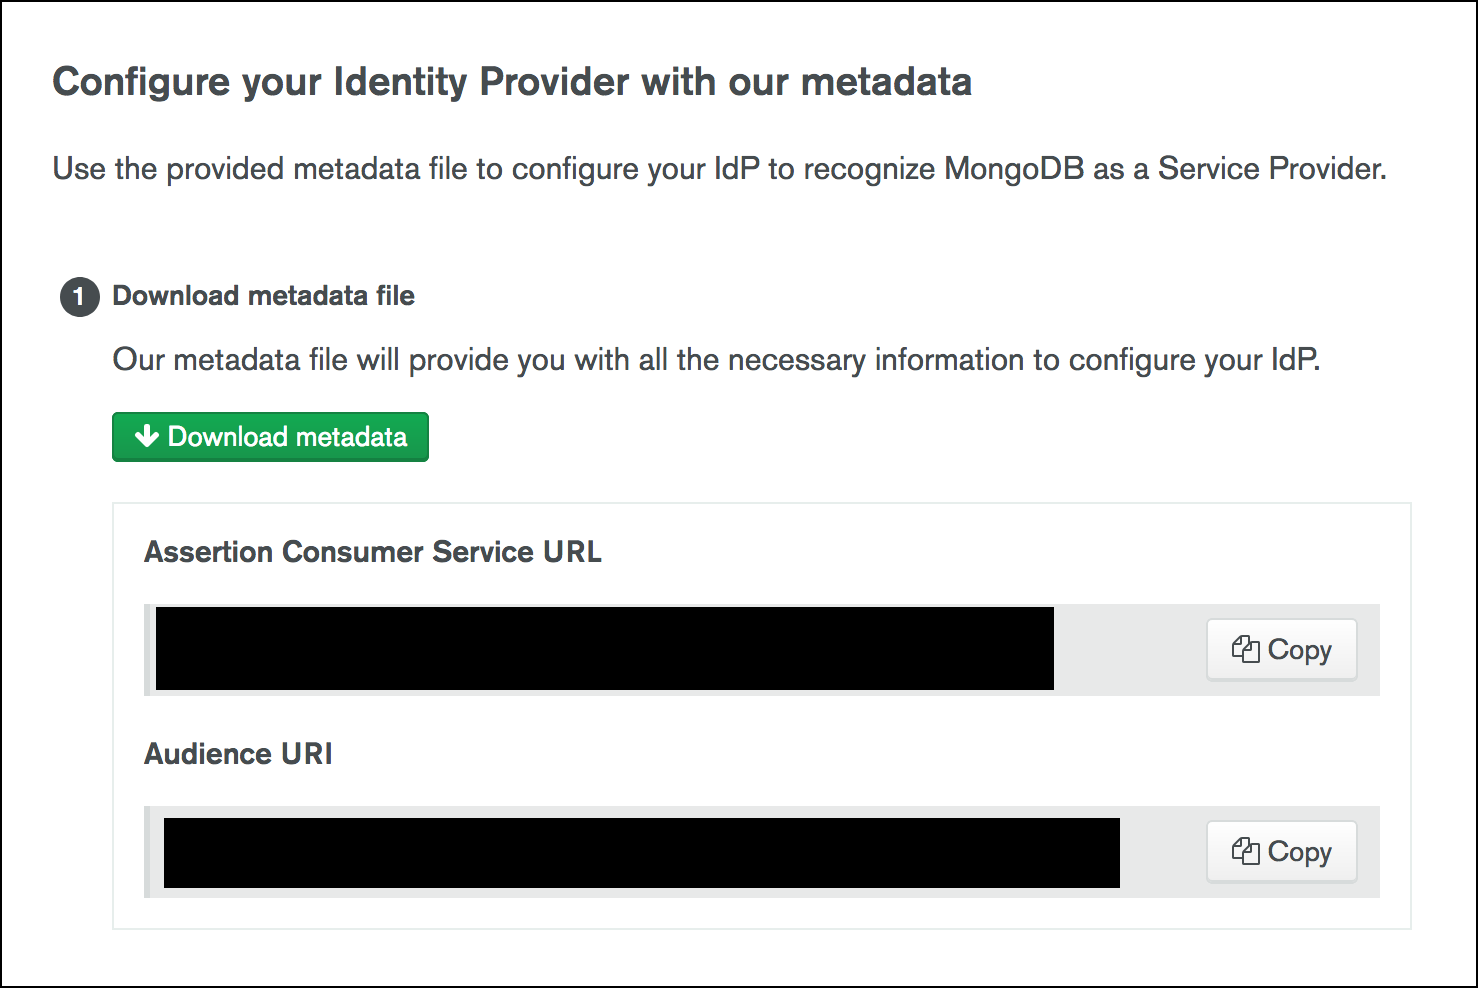 Configure your Identity Provider with our metadata
Use the provided metadata file to configure your IdP to recognize MongoDB as a Service Provider.
1 Download metadata file
Our metadata file will provide you with all the necessary information to configure your IdP.
Download metadata
Assertion Consumer Service URL
Copy
Audience URI
Copy